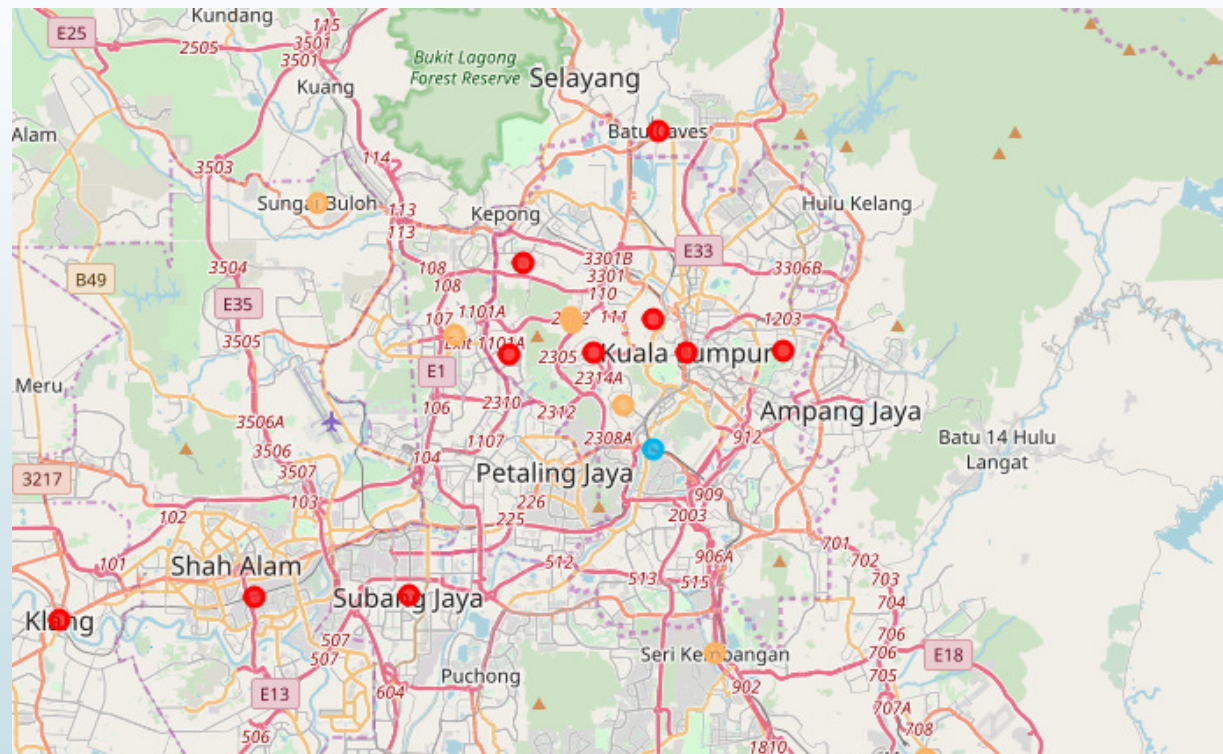 Kundang
115
E25
2505
3501
3501
Bukit Lagong
Forest Reserve
Selayang
Kuang
Alam
Batu Caves
3503
114
Sungai Buloh
113
113
Kepong
Hulu Kelang
3504
108
108
3301B
3301
E33
3306B
B49
110
E35
107
1101A
111
1203
3505
Exit 1101A
2305
Kuala Lumpur
E1
2314A
Meru
106
2310
2312
Ampang Jaya
3506A
1107
2308A
912
Batu 14 Hulu
Langat
3506
104
Petaling Jaya
3217
3507
909
103
226
2003
102
225
701
101
512
906A
702
Shah Alam
513
515
703
Subang Jaya
704
Klang
507
706
507
Seri Kembangan
706
E18
Puchong
705
E13
604
902
707A
506
1810
708